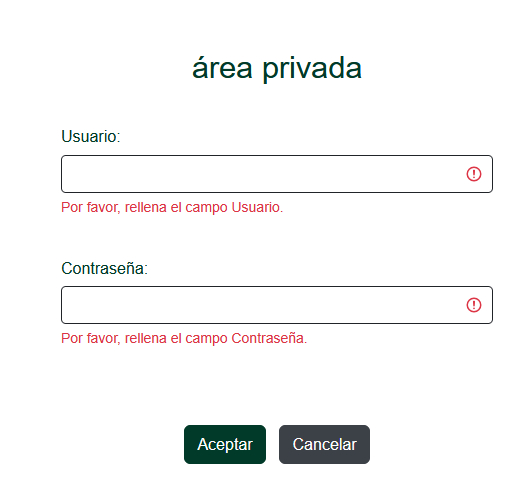 área privada
Usuario:
Por favor, rellena el campo Usuario.
Contraseña:
Por favor, rellena el campo Contraseña.
Aceptar Cancelar